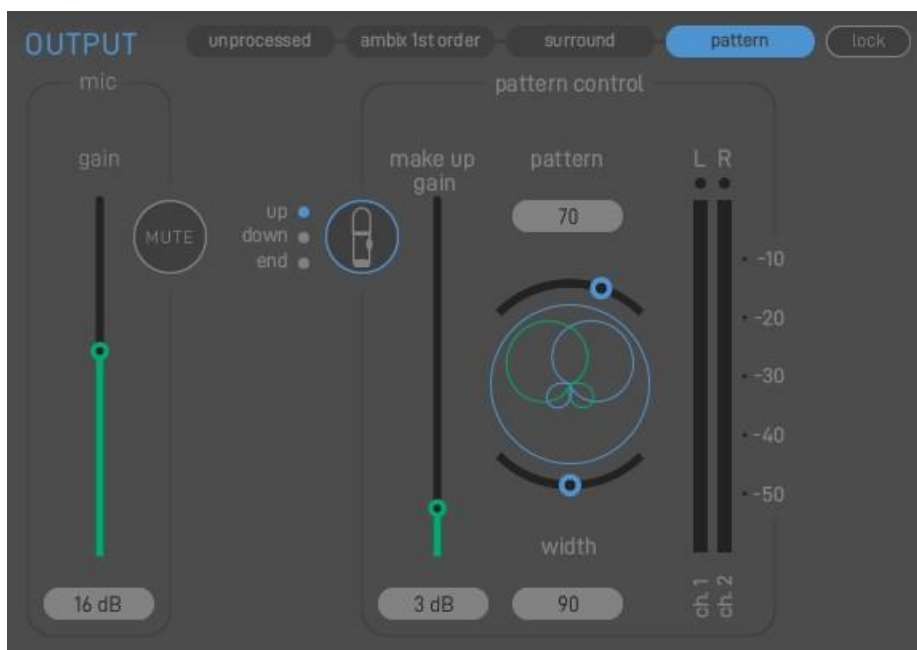 OUTPUT
unprocessed
ambix 1st order
surround
pattern
lock
mic
gain
MUTE
16 dB
up
down
end
pattern control
make up
gain
3 dB
pattern
70
width
90
L R
-10
-20
-30
-40
-50
ch. 1
ch. 2